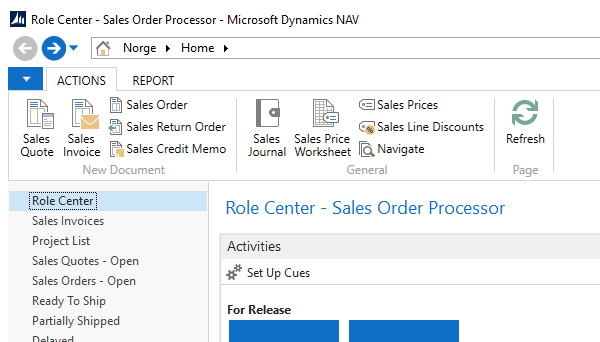 Role Center - Sales Order Processor - Microsoft Dynamics NAV
Norge Home
ACTIONS REPORT
Sales Quote
Sales Invoice
Sales Order
Sales Return Order
Sales Credit Memo
New Document
Sales Journal
Sales Price Worksheet
Sales Prices
Sales Line Discounts
Navigate
General
Refresh
Page
Role Center
Sales Invoices
Project List
Sales Quotes - Open
Sales Orders - Open
Ready To Ship
Partially Shipped
Delayed
Role Center - Sales Order Processor
Activities
Set Up Cues
For Release